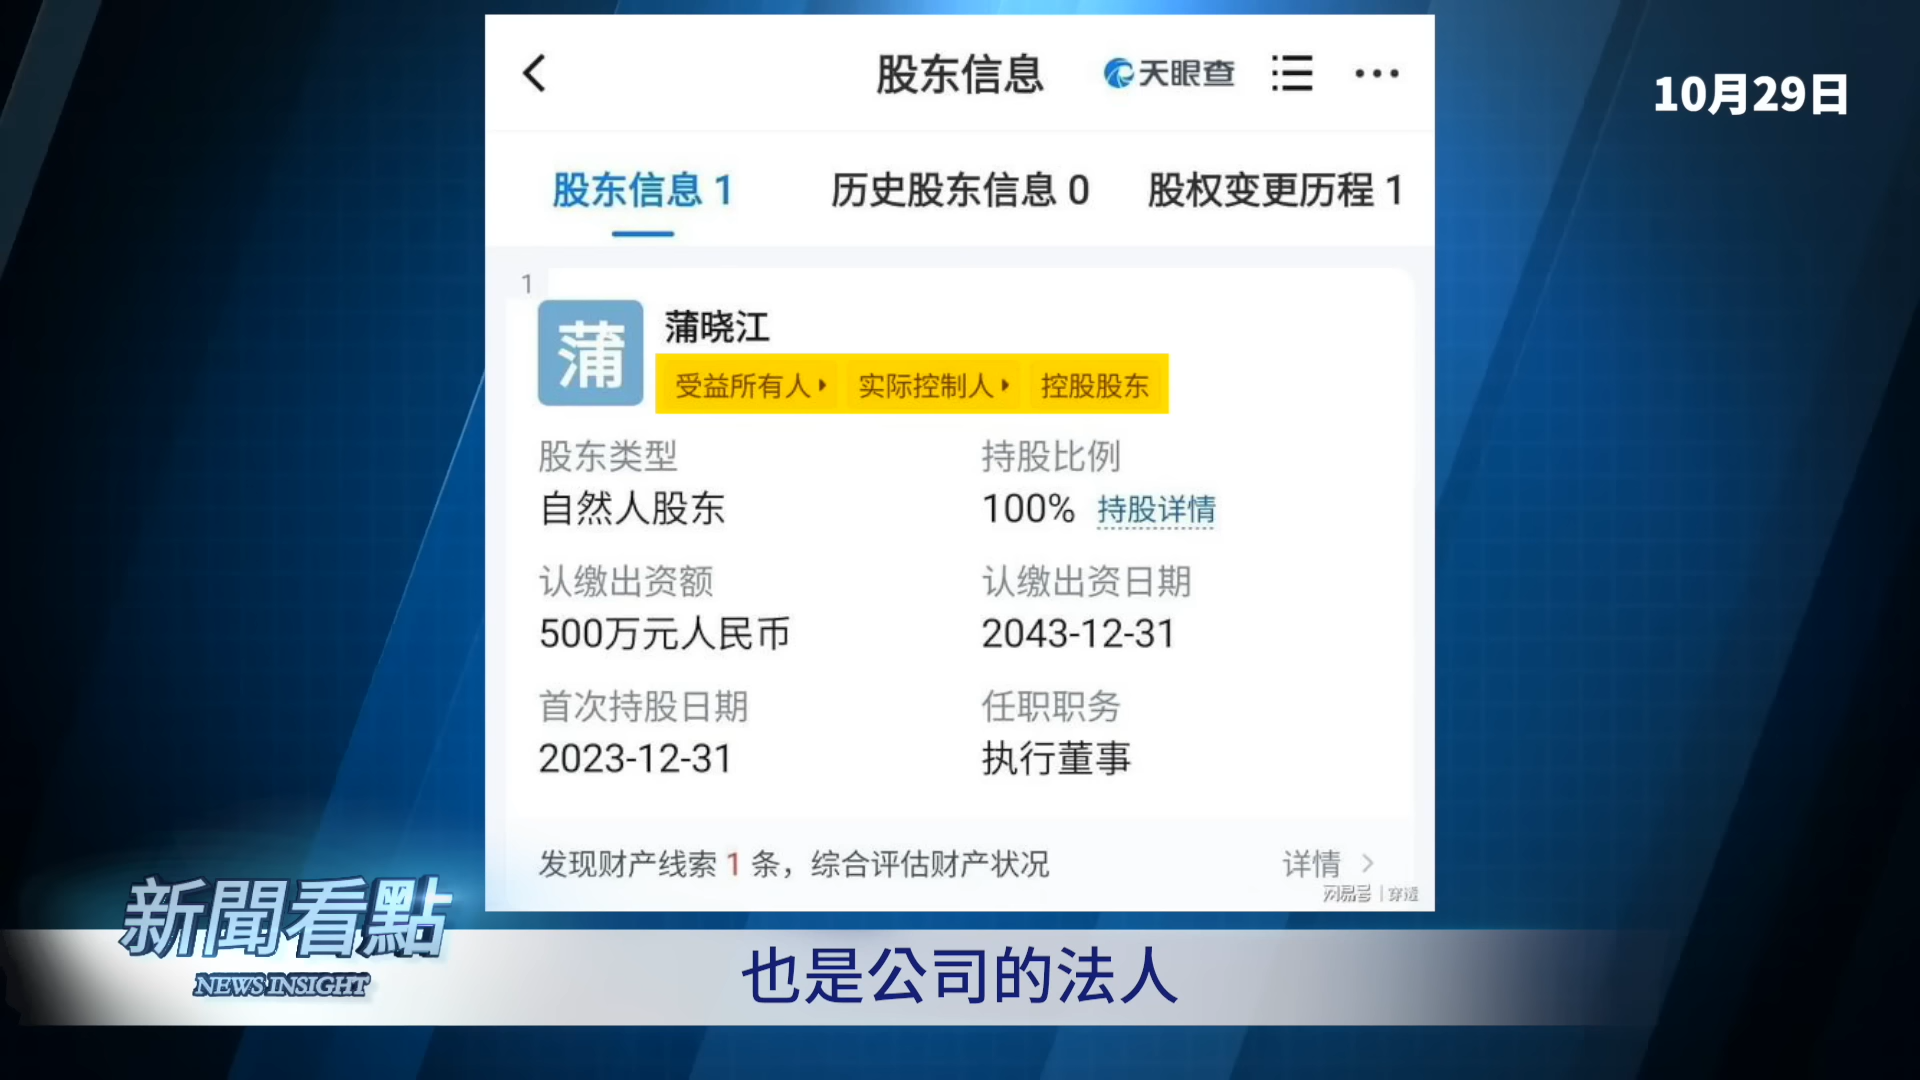 股东信息 天眼查
10月29日
股东信息 1 历史股东信息 0 股权变更历程 1
1
蒲 蒲晓江
受益所有人 实际控制人 控股股东
股东类型 持股比例
自然人股东 100% 持股详情
认缴出资额 认缴出资日期
500万元人民币 2043-12-31
首次持股日期 任职职务
2023-12-31 执行董事
发现财产线索 1 条，综合评估财产状况 详情
网易号 | 穿透
新聞看點
NEWS INSIGHT
也是公司的法人